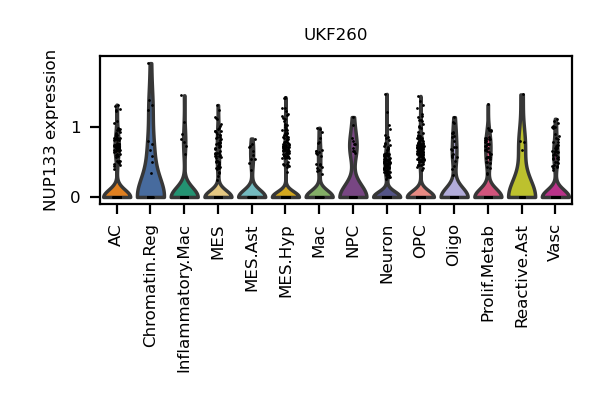 UKF260
NUP133 expression
1
0
AC
Chromatin.Reg
Inflammatory.Mac
MES
MES.Ast
MES.Hyp
Mac
NPC
Neuron
OPC
Oligo
Prolif.Metab
Reactive.Ast
Vasc